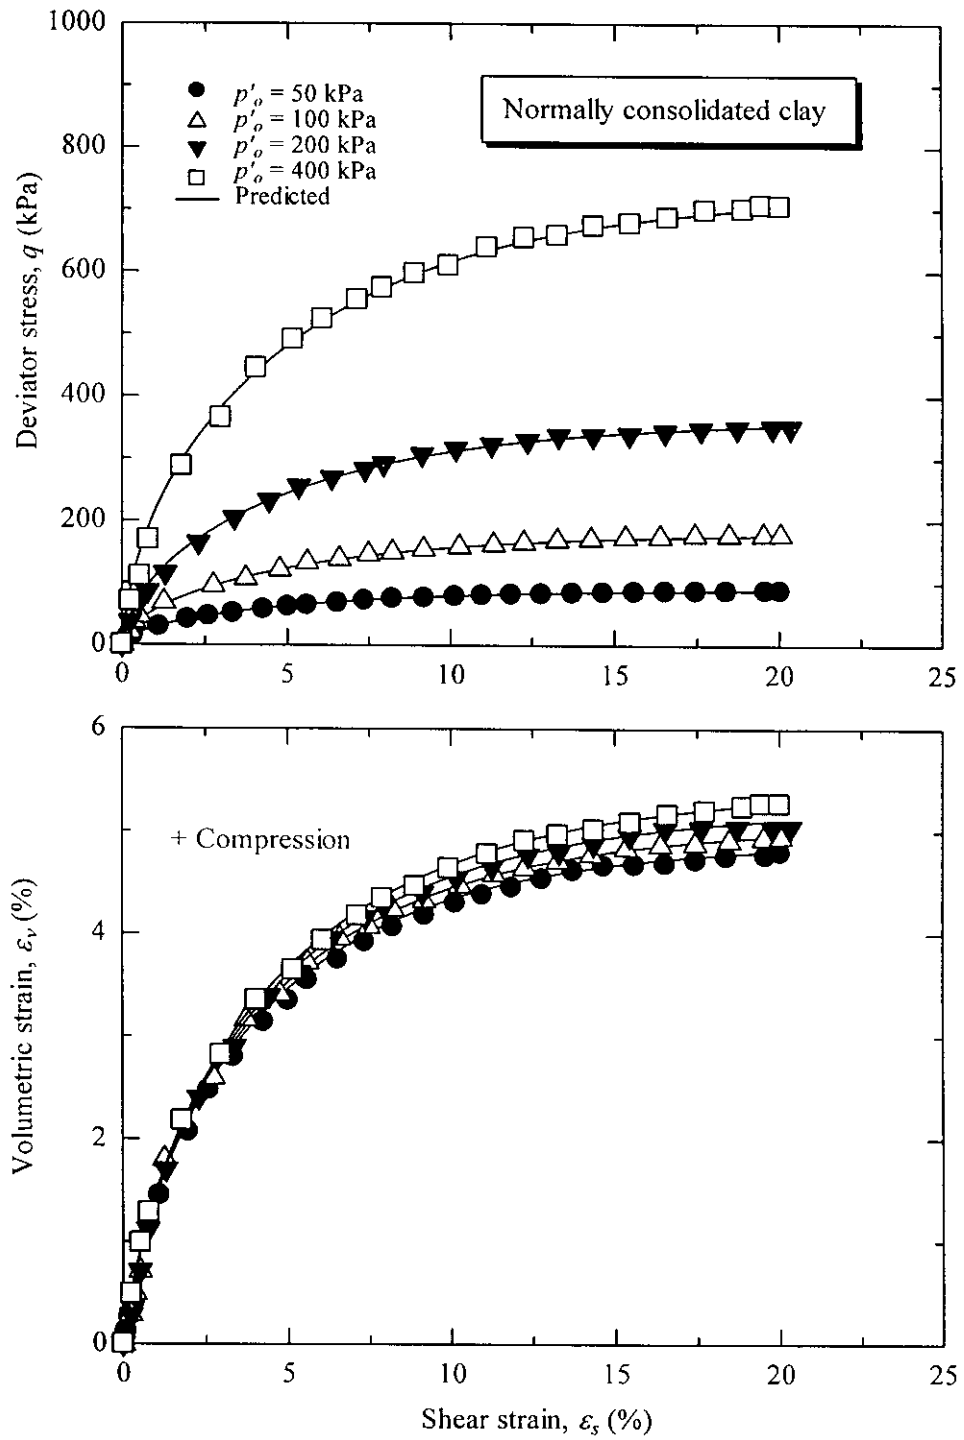 1000
800
600
400
200
0
Deviator stress, q (kPa)
p'o = 50 kPa
p'o = 100 kPa
p'o = 200 kPa
p'o = 400 kPa
Predicted
Normally consolidated clay
0 5 10 15 20 25
6
4
2
0
Volumetric strain, εv (%)
+ Compression
0 5 10 15 20 25
Shear strain, εs (%)